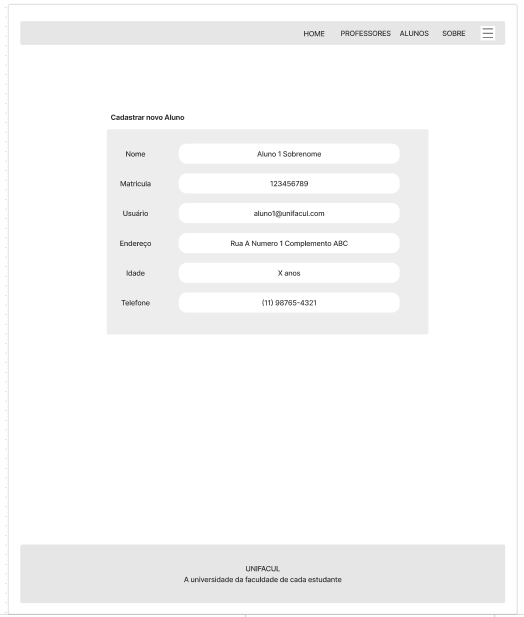 HOME PROFESSORES ALUNOS SOBRE
Cadastrar novo Aluno
Nome Aluno 1 Sobrenome
Matrícula 123456789
Usuário aluno1@unifacul.com
Endereço Rua A Numero 1 Complemento ABC
Idade X anos
Telefone (11) 98765-4321
UNIFACUL
A universidade da faculdade de cada estudante